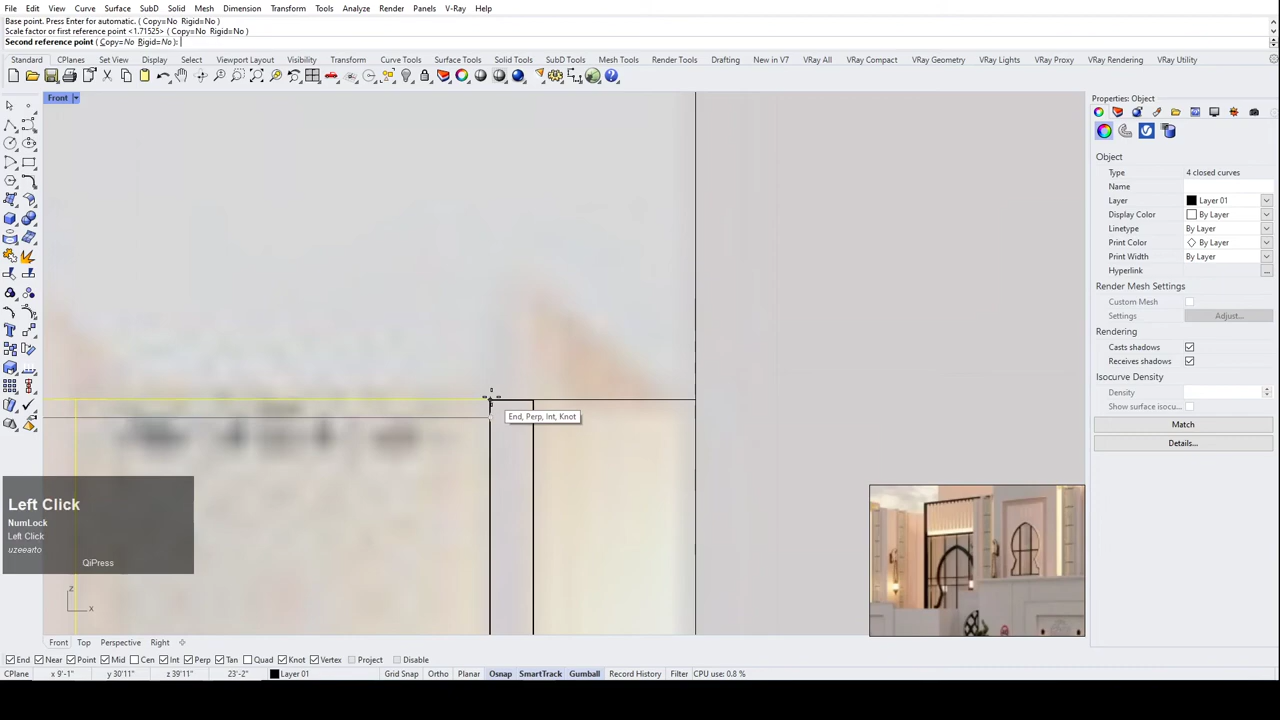 File Edit View Curve Surface SubD Solid Mesh Dimension Transform Tools Analyze Render Panels V-Ray Help
Base point. Press Enter for automatic. ( Copy=No Rigid=No )
Scale factor or first reference point <1.71525> ( Copy=No Rigid=No )
Second reference point ( Copy=No Rigid=No ):
Standard CPlanes Set View Display Select Viewport Layout Visibility Transform Curve Tools Surface Tools Solid Tools SubD Tools Mesh Tools Render Tools Drafting New in V7 VRay All VRay Compact VRay Geometry VRay Lights VRay Proxy VRay Rendering VRay Utility
Front
Properties: Object
Object
Type 4 closed curves
Name
Layer Layer 01
Display Color By Layer
Linetype By Layer
Print Color By Layer
Print Width By Layer
Hyperlink ...
Render Mesh Settings
Custom Mesh
Settings Adjust...
Rendering
Casts shadows
Receives shadows
Isocurve Density
Density
Show surface isocu...
Match
Details...
End, Perp, Int, Knot
Left Click
NumLock
Left Click
uzeearto
QiPress
z
x
Front Top Perspective Right
End Near Point Mid Cen Int Perp Tan Quad Knot Vertex Project Disable
CPlane x 9'-1" y 30'11" z 39'11" 23'-2" Layer 01 Grid Snap Ortho Planar Osnap SmartTrack Gumball Record History Filter CPU use: 0.8 %